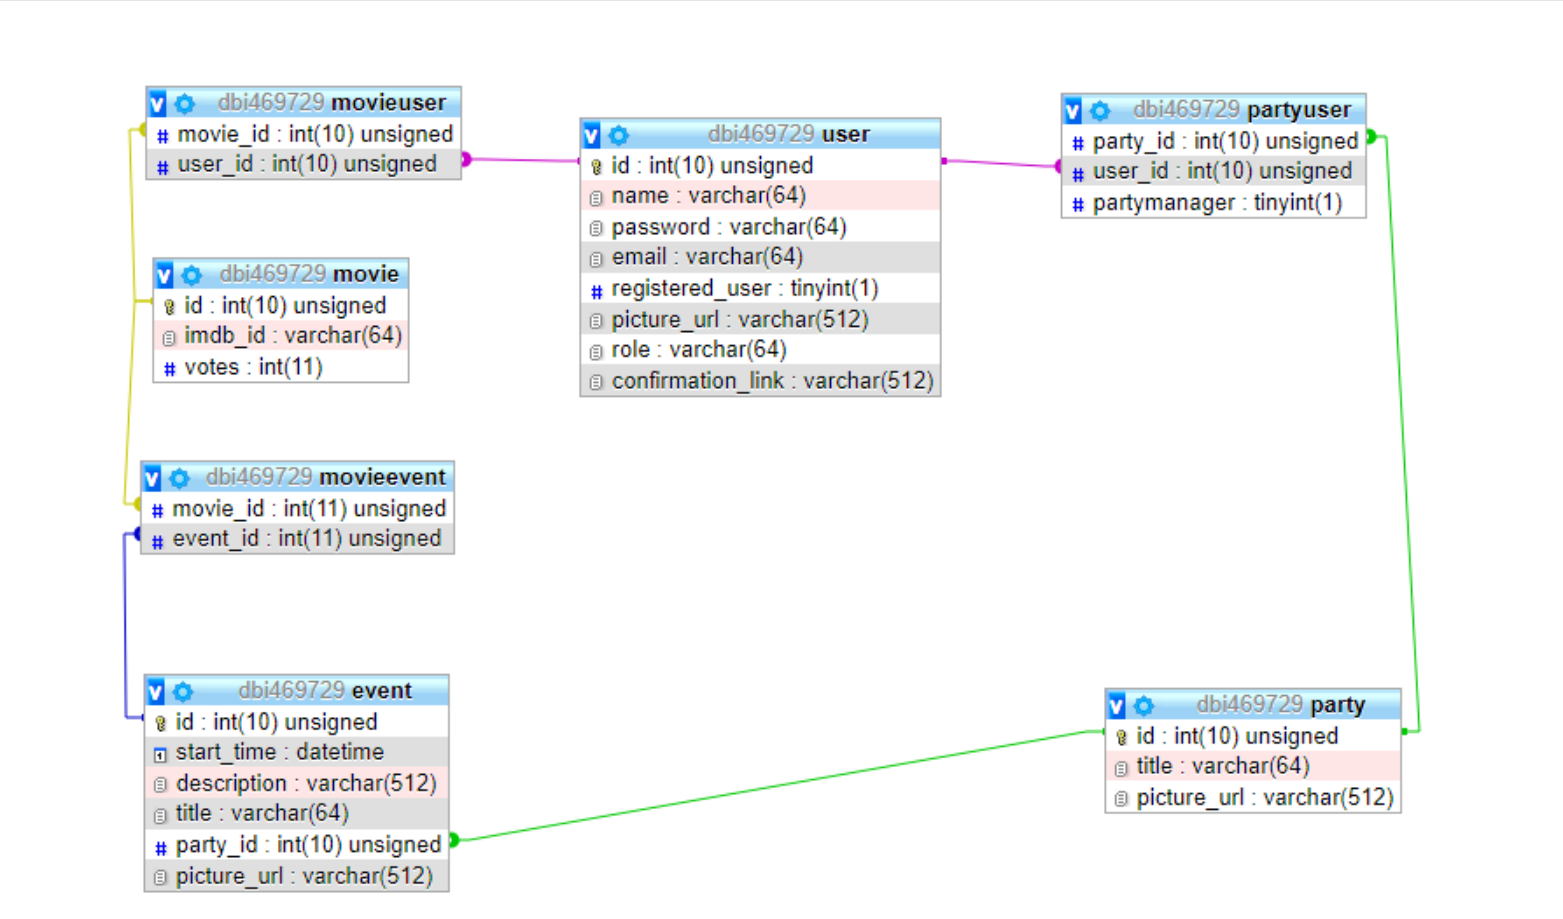 dbi469729 movieuser
movie_id : int(10) unsigned
user_id : int(10) unsigned
dbi469729 user
id : int(10) unsigned
name : varchar(64)
password : varchar(64)
email : varchar(64)
registered_user : tinyint(1)
picture_url : varchar(512)
role : varchar(64)
confirmation_link : varchar(512)
dbi469729 partyuser
party_id : int(10) unsigned
user_id : int(10) unsigned
partymanager : tinyint(1)
dbi469729 movie
id : int(10) unsigned
imdb_id : varchar(64)
votes : int(11)
dbi469729 movieevent
movie_id : int(11) unsigned
event_id : int(11) unsigned
dbi469729 event
id : int(10) unsigned
start_time : datetime
description : varchar(512)
title : varchar(64)
party_id : int(10) unsigned
picture_url : varchar(512)
dbi469729 party
id : int(10) unsigned
title : varchar(64)
picture_url : varchar(512)